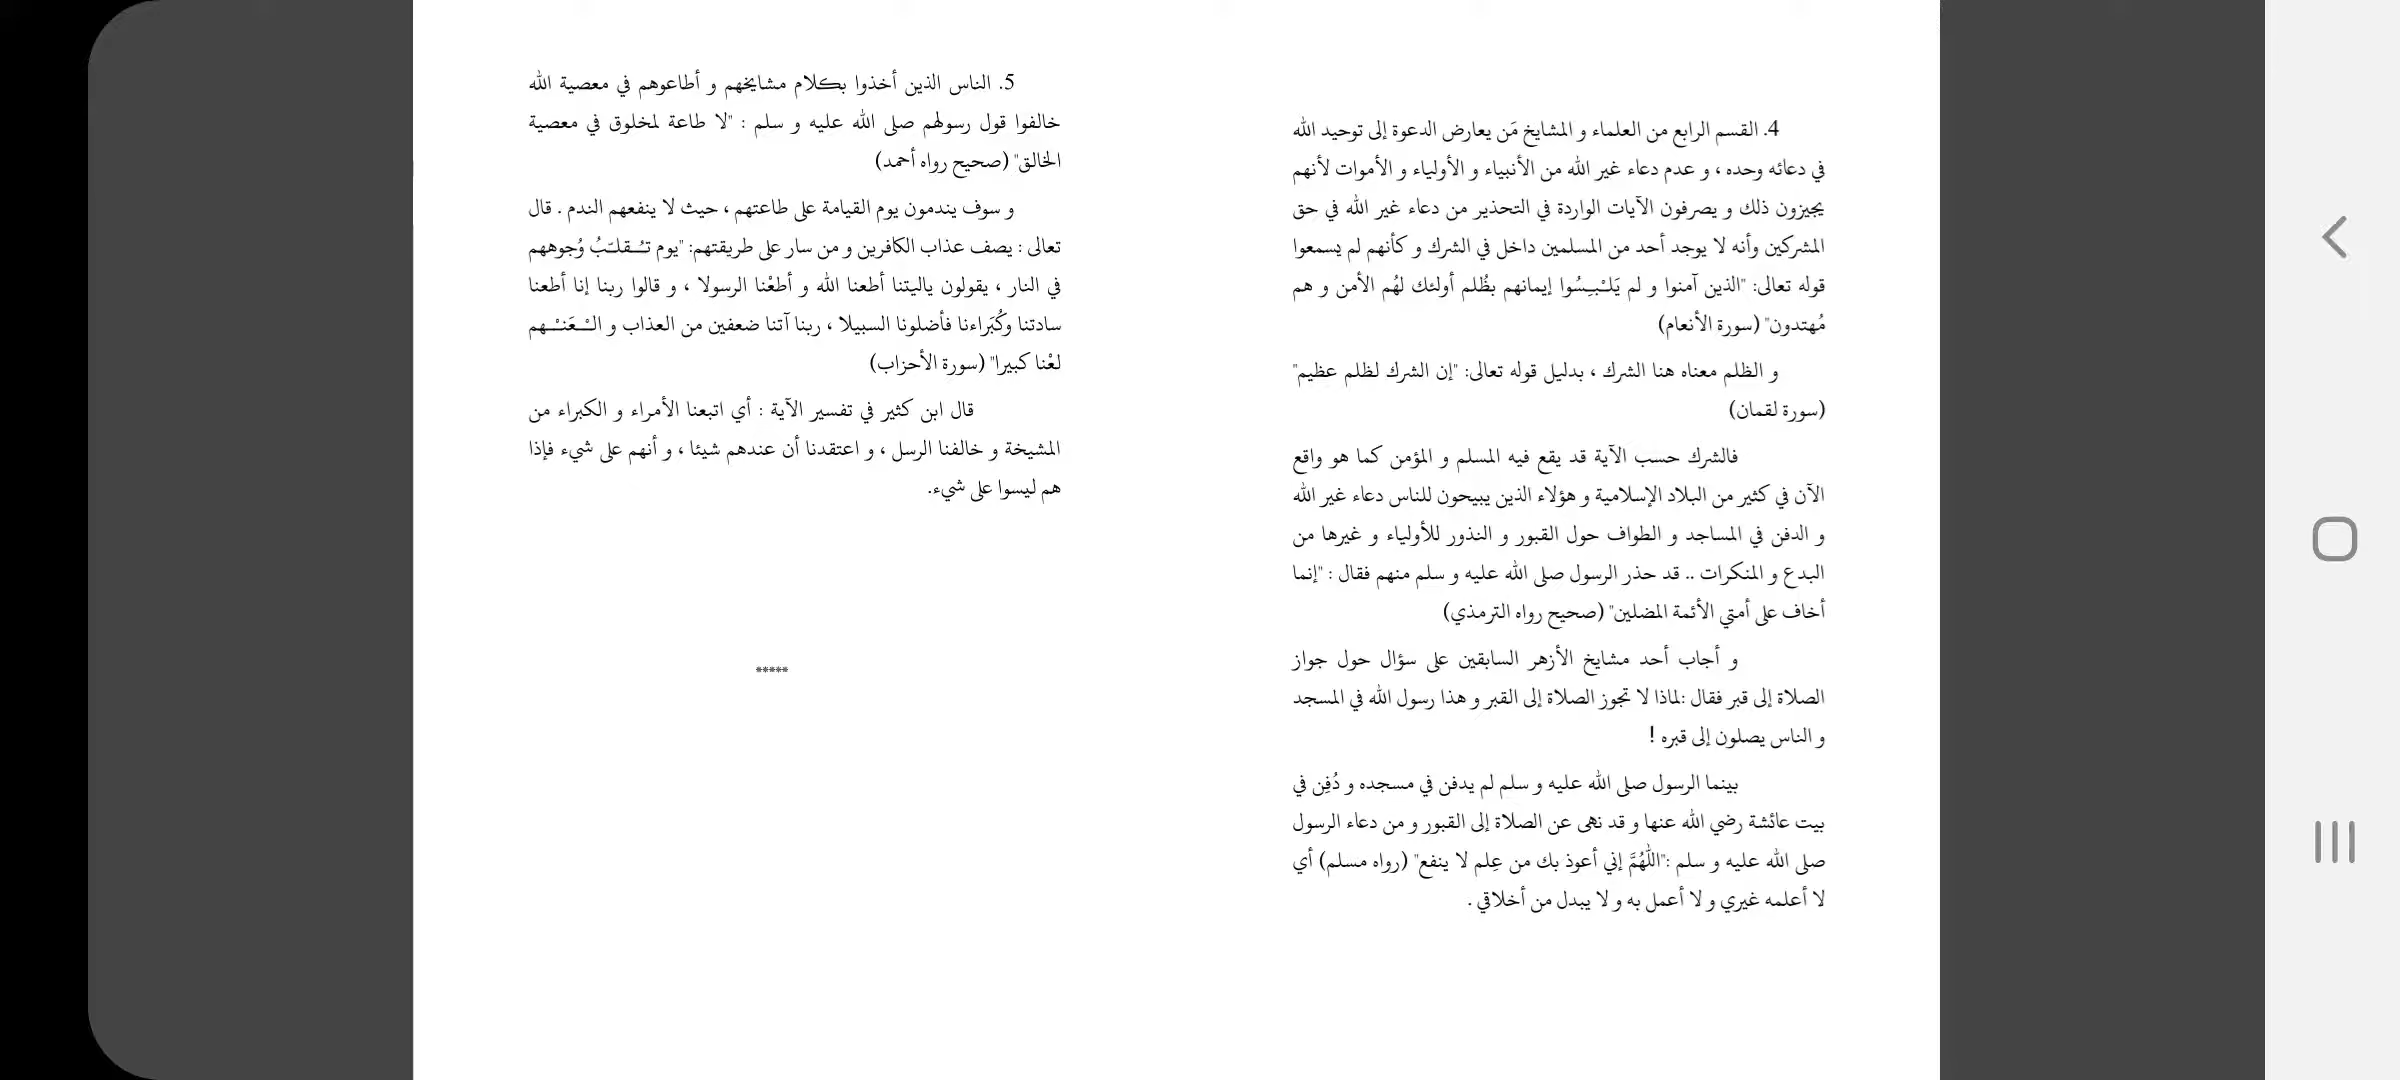 4. القسم الرابع من العلماء و المشايخ مَن يعارض الدعوة إلى توحيد الله
في دعائه وحده ، و عدم دعاء غير الله من الأنبياء و الأولياء و الأموات لأنهم
يجيزون ذلك و يصرفون الآيات الواردة في التحذير من دعاء غير الله في حق
المشركين وأنه لا يوجد أحد من المسلمين داخل في الشرك و كأنهم لم يسمعوا
قوله تعالى: "الذين آمنوا و لم يَلـْبـِسُوا إيمانهم بظُلم أولئك لهُم الأمن و هم
مُهتدون" (سورة الأنعام)
و الظلم معناه هنا الشرك ، بدليل قوله تعالى: "إن الشرك لظلم عظيم"
(سورة لقمان)
فالشرك حسب الآية قد يقع فيه المسلم و المؤمن كما هو واقع
الآن في كثير من البلاد الإسلامية و هؤلاء الذين يبيحون للناس دعاء غير الله
و الدفن في المساجد و الطواف حول القبور و النذور للأولياء و غيرها من
البدع و المنكرات .. قد حذر الرسول صلى الله عليه و سلم منهم فقال : "إنما
أخاف على أمتي الأئمة المضلين" (صحيح رواه الترمذي)
و أجاب أحد مشايخ الأزهر السابقين على سؤال حول جواز
الصلاة إلى قبر فقال :لماذا لا تجوز الصلاة إلى القبر و هذا رسول الله في المسجد
و الناس يصلون إلى قبره !
بينما الرسول صلى الله عليه و سلم لم يدفن في مسجده و دُفِن في
بيت عائشة رضي الله عنها و قد نهى عن الصلاة إلى القبور و من دعاء الرسول
صلى الله عليه و سلم :"اللهُمَّ إني أعوذ بك من عِلم لا ينفع" (رواه مسلم) أي
لا أعلمه غيري و لا أعمل به و لا يبدل من أخلاقي .
5. الناس الذين أخذوا بكلام مشايخهم و أطاعوهم في معصية الله
خالفوا قول رسولهم صلى الله عليه و سلم : "لا طاعة لمخلوق في معصية
الخالق" (صحيح رواه أحمد)
و سوف يندمون يوم القيامة على طاعتهم ، حيث لا ينفعهم الندم . قال
تعالى : يصف عذاب الكافرين و من سار على طريقتهم: "يوم تـُـقلـّبُ وُجوههم
في النار ، يقولون ياليتنا أطعنا الله و أطعْنا الرسولا ، و قالوا ربنا إنا أطعنا
سادتنا وكُبَراءنا فأضلونا السبيلا ، ربنا آتنا ضعفين من العذاب و الـْـعَنـْـهم
لعْنا كبيرا" (سورة الأحزاب)
قال ابن كثير في تفسير الآية : أي اتبعنا الأمراء و الكبراء من
المشيخة و خالفنا الرسل ، و اعتقدنا أن عندهم شيئا ، و أنهم على شيء فإذا
هم ليسوا على شيء.
*****